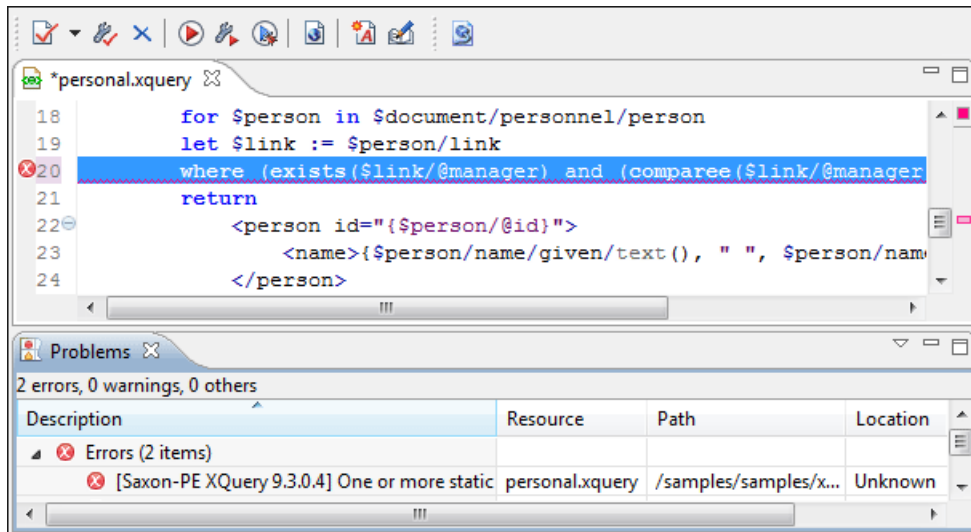 *personal.xquery
18 for $person in $document/personnel/person
19 let $link := $person/link
20 where (exists($link/@manager) and (comparee($link/@manager
21 return
22 <person id="{$person/@id}">
23 <name>{$person/name/given/text(), " ", $person/nam
24 </person>
Problems
2 errors, 0 warnings, 0 others
Description Resource Path Location
Errors (2 items)
[Saxon-PE XQuery 9.3.0.4] One or more static personal.xquery /samples/samples/x... Unknown